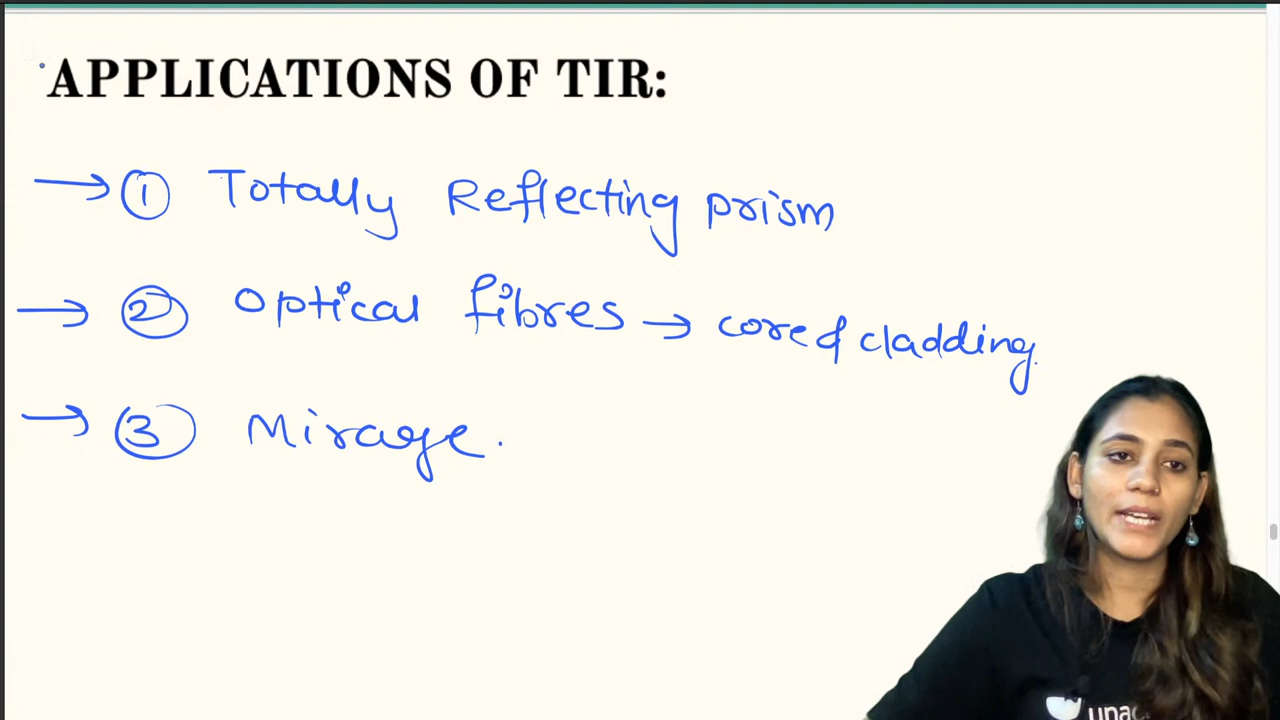 APPLICATIONS OF TIR:
→ ① Totally Reflecting prism
→ ② Optical fibres → core & cladding.
→ ③ Mirage.